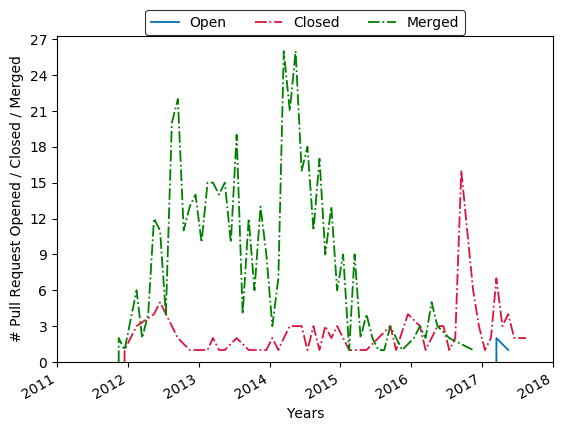 Open Closed Merged
# Pull Request Opened / Closed / Merged
27
24
21
18
15
12
9
6
3
0
2011 2012 2013 2014 2015 2016 2017 2018
Years